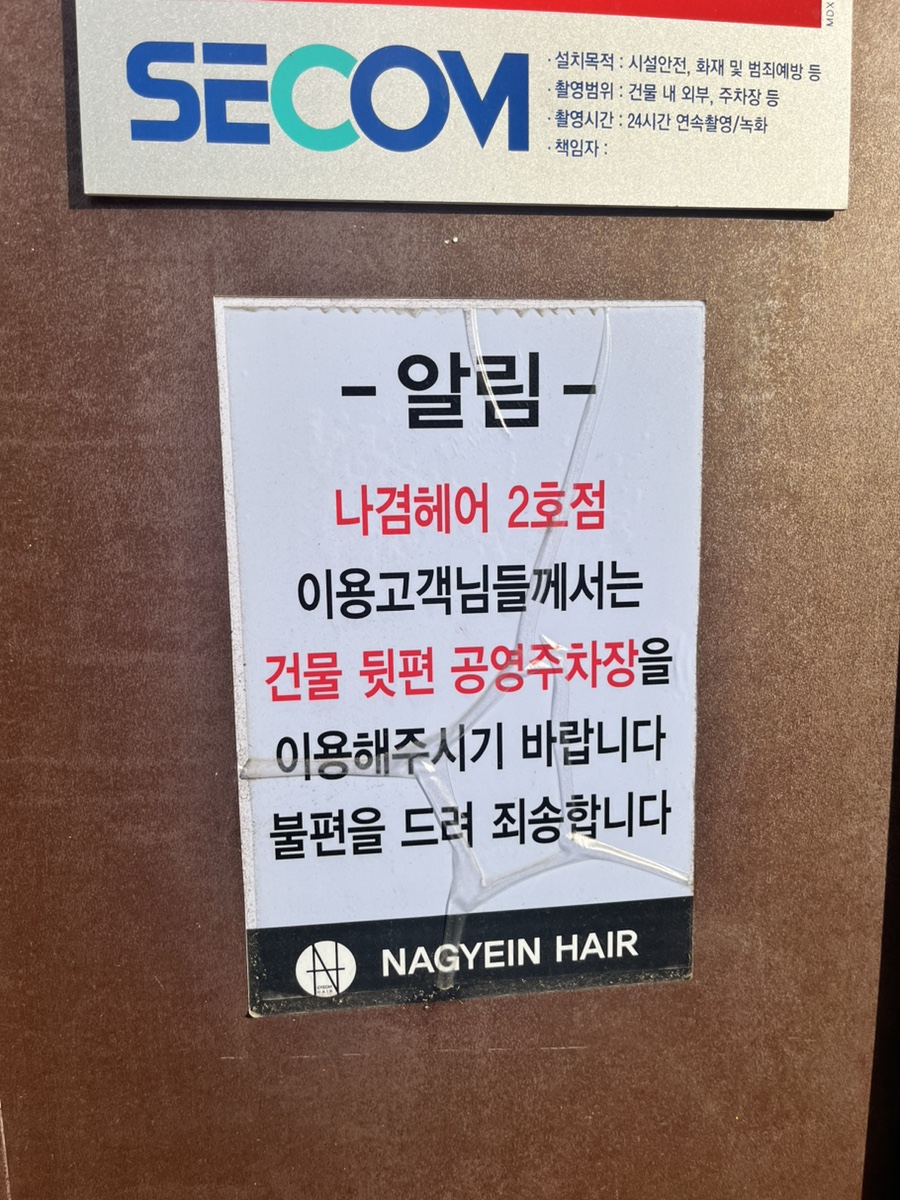 SECOM
· 설치목적 : 시설안전, 화재 및 범죄예방 등
· 촬영범위 : 건물 내 외부, 주차장 등
· 촬영시간 : 24시간 연속촬영/녹화
· 책임자 :
MDX
- 알림 -
나겸헤어 2호점
이용고객님들께서는
건물 뒷편 공영주차장을
이용해주시기 바랍니다
불편을 드려 죄송합니다
NAGYEIN HAIR